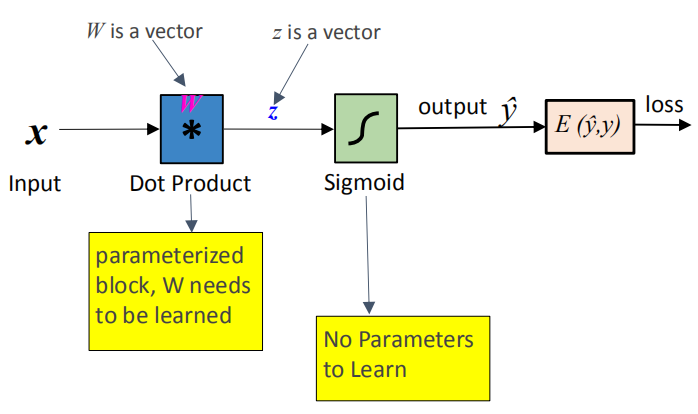 W is a vector
z is a vector
W
*
z
x
output ŷ
E (ŷ,y)
loss
Input
Dot Product
Sigmoid
parameterized
block, W needs
to be learned
No Parameters
to Learn